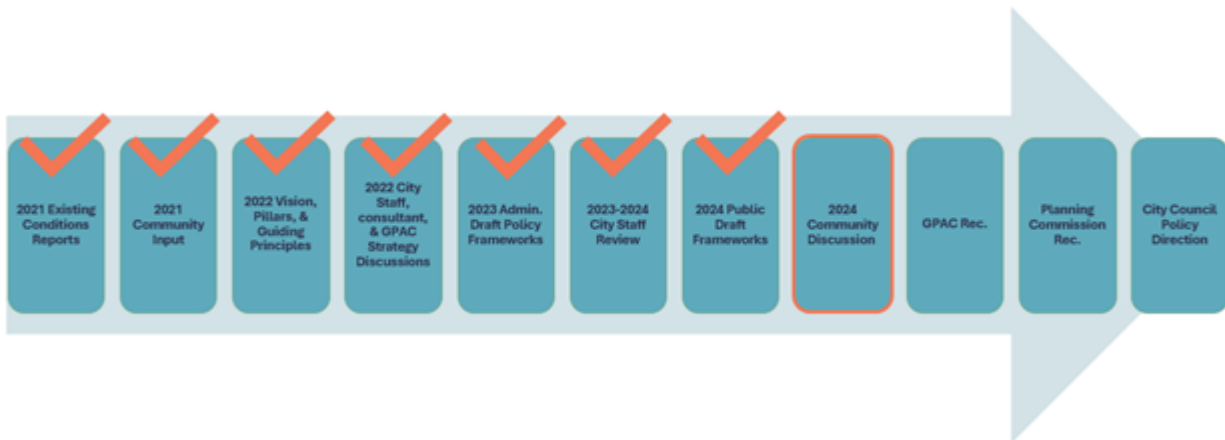 2021 Existing
Conditions
Reports
2021
Community
Input
2022 Vision,
Pillars, &
Guiding
Principles
2022 City
Staff,
consultant,
& GPAC
Strategy
Discussions
2023 Admin.
Draft Policy
Frameworks
2023-2024
City Staff
Review
2024 Public
Draft
Frameworks
2024
Community
Discussion
GPAC Rec.
Planning
Commission
Rec.
City Council
Policy
Direction